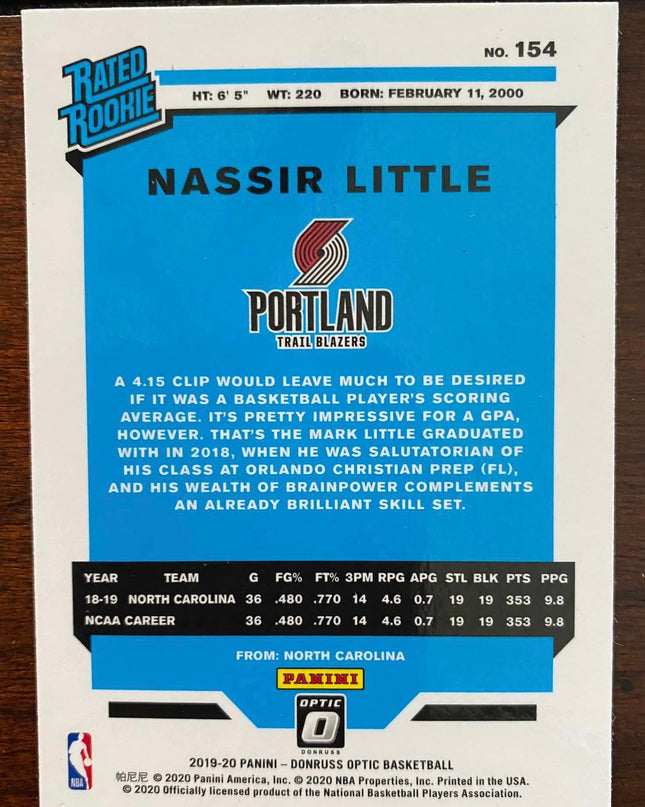 NO. 154
RATED
ROOKIE
HT: 6' 5" WT: 220 BORN: FEBRUARY 11, 2000
NASSIR LITTLE
PORTLAND
TRAIL BLAZERS
A 4.15 CLIP WOULD LEAVE MUCH TO BE DESIRED
IF IT WAS A BASKETBALL PLAYER'S SCORING
AVERAGE. IT'S PRETTY IMPRESSIVE FOR A GPA,
HOWEVER. THAT'S THE MARK LITTLE GRADUATED
WITH IN 2018, WHEN HE WAS SALUTATORIAN OF
HIS CLASS AT ORLANDO CHRISTIAN PREP (FL),
AND HIS WEALTH OF BRAINPOWER COMPLEMENTS
AN ALREADY BRILLIANT SKILL SET.
YEAR TEAM G FG% FT% 3PM RPG APG STL BLK PTS PPG
18-19 NORTH CAROLINA 36 .480 .770 14 4.6 0.7 19 19 353 9.8
NCAA CAREER 36 .480 .770 14 4.6 0.7 19 19 353 9.8
FROM: NORTH CAROLINA
PANINI
OPTIC
O
DONRUSS
NBA
2019-20 PANINI – DONRUSS OPTIC BASKETBALL
帕尼尼 © 2020 Panini America, Inc. © 2020 NBA Properties, Inc. Printed in the USA.
© 2020 Officially licensed product of the National Basketball Players Association.